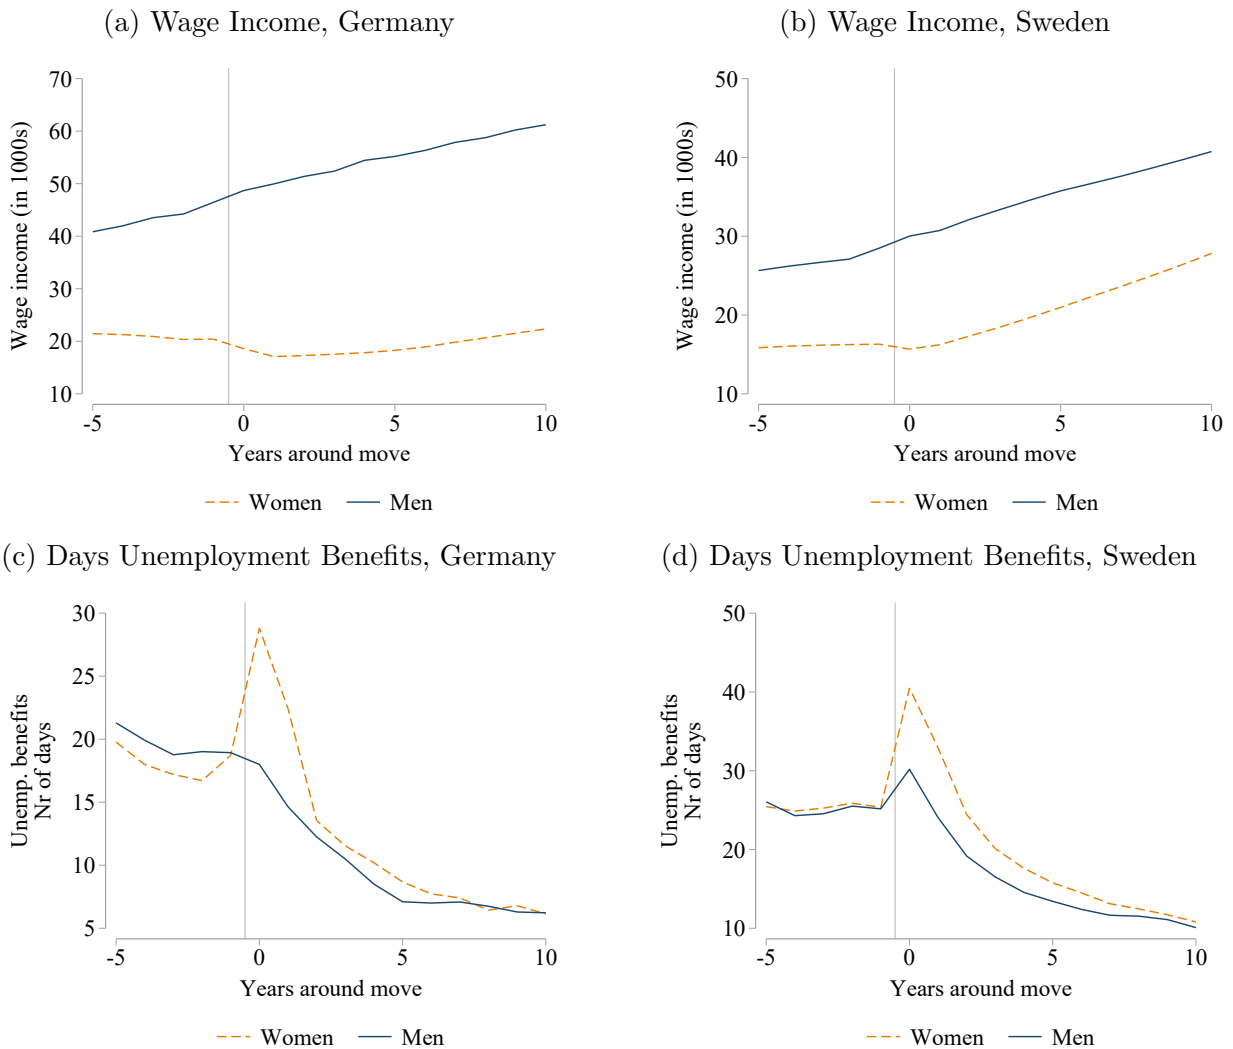 (a) Wage Income, Germany
70
60
50
40
30
20
10
Wage income (in 1000s)
-5 0 5 10
Years around move
Women Men
(b) Wage Income, Sweden
50
40
30
20
10
Wage income (in 1000s)
-5 0 5 10
Years around move
Women Men
(c) Days Unemployment Benefits, Germany
30
25
20
15
10
5
Unemp. benefits
Nr of days
-5 0 5 10
Years around move
Women Men
(d) Days Unemployment Benefits, Sweden
50
40
30
20
10
Unemp. benefits
Nr of days
-5 0 5 10
Years around move
Women Men